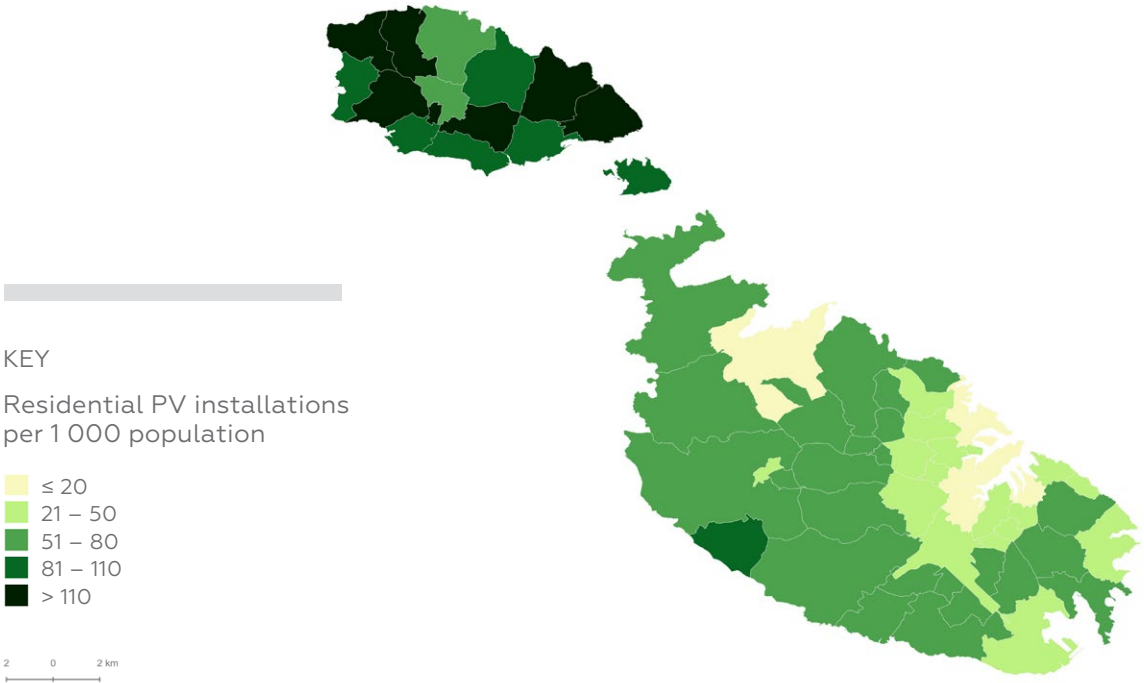 KEY
Residential PV installations
per 1 000 population
≤ 20
21 – 50
51 – 80
81 – 110
> 110
2 0 2 km